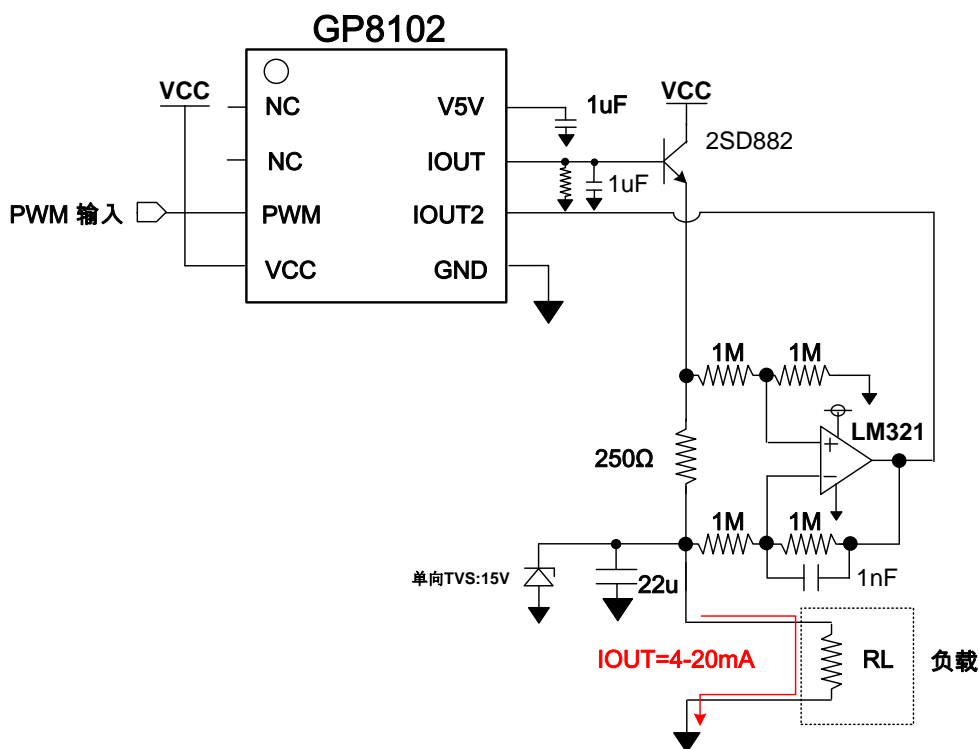 GP8102
VCC
NC
V5V
1uF
VCC
2SD882
NC
IOUT
1uF
PWM 输入
PWM
IOUT2
VCC
GND
1M
1M
LM321
+
−
250Ω
1M
1M
1nF
单向TVS:15V
22u
IOUT=4-20mA
RL
负载